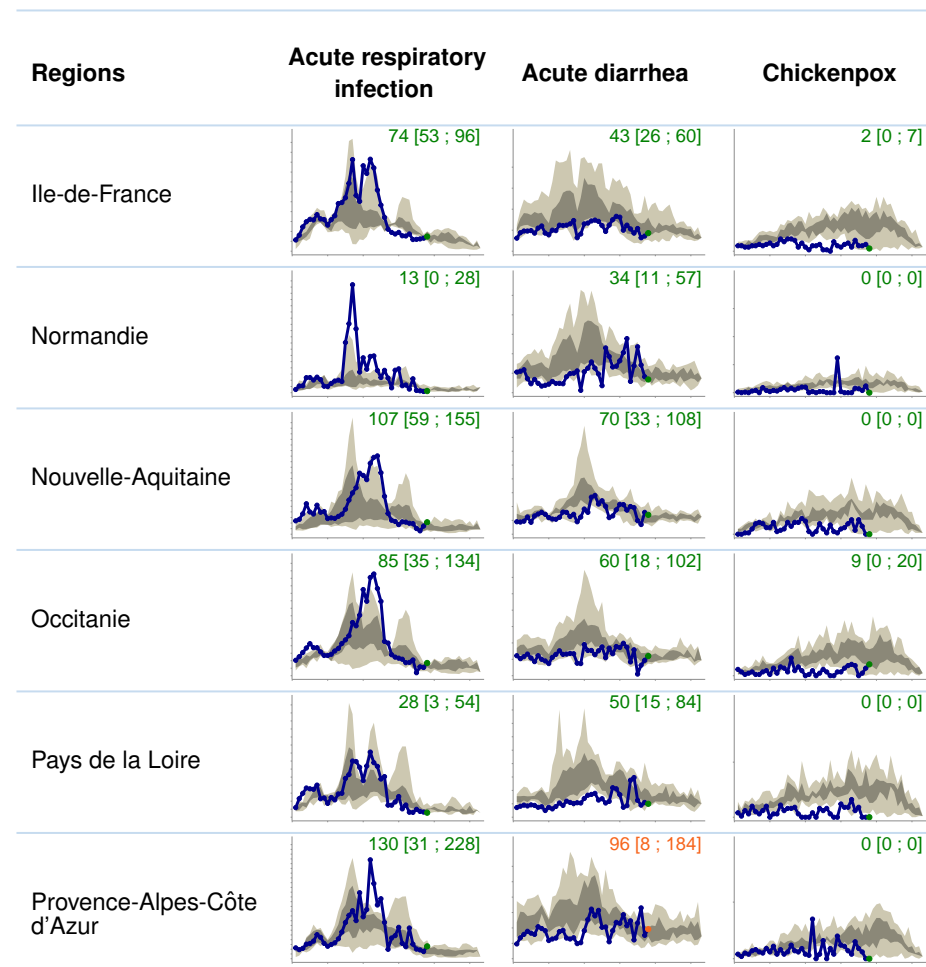 Regions
Acute respiratory
infection
Acute diarrhea
Chickenpox
Ile-de-France
74 [53 ; 96]
43 [26 ; 60]
2 [0 ; 7]
Normandie
13 [0 ; 28]
34 [11 ; 57]
0 [0 ; 0]
Nouvelle-Aquitaine
107 [59 ; 155]
70 [33 ; 108]
0 [0 ; 0]
Occitanie
85 [35 ; 134]
60 [18 ; 102]
9 [0 ; 20]
Pays de la Loire
28 [3 ; 54]
50 [15 ; 84]
0 [0 ; 0]
Provence-Alpes-Côte
d'Azur
130 [31 ; 228]
96 [8 ; 184]
0 [0 ; 0]